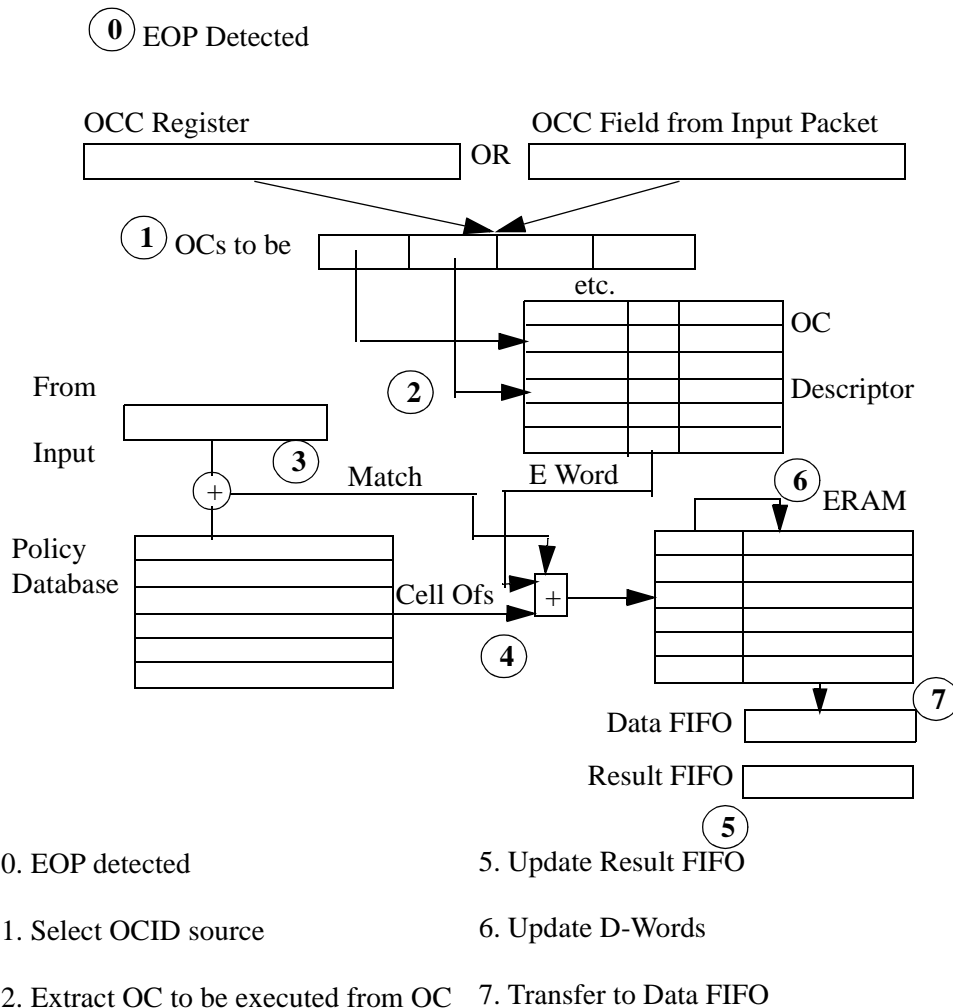 0 EOP Detected
OCC Register
OCC Field from Input Packet
OR
1 OCs to be
etc.
OC
Descriptor
2
From
Input
3
Match
E Word
6
ERAM
+
Policy
Database
Cell Ofs
+
4
7
Data FIFO
Result FIFO
5
0. EOP detected
5. Update Result FIFO
1. Select OCID source
6. Update D-Words
2. Extract OC to be executed from OC
7. Transfer to Data FIFO